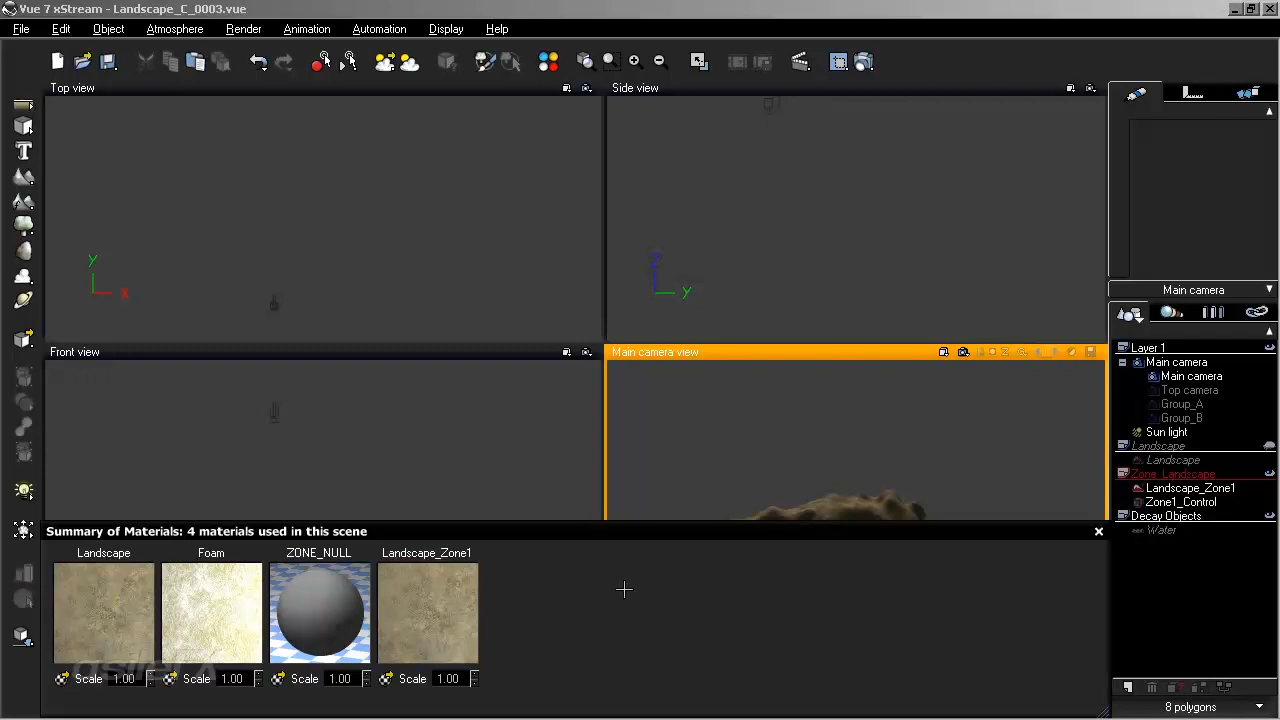 Vue 7 xStream - Landscape_C_0003.vue
File Edit Object Atmosphere Render Animation Automation Display Help
Top view
Side view
Y
X
Z
Y
Front view
Main camera view
Main camera
Layer 1
Main camera
Main camera
Top camera
Group_A
Group_B
Sun light
Landscape
Landscape
Zone_Landscape
Landscape_Zone1
Zone1_Control
Decay Objects
Water
Summary of Materials: 4 materials used in this scene
Landscape Foam ZONE_NULL Landscape_Zone1
Scale 1.00 Scale 1.00 Scale 1.00 Scale 1.00
8 polygons